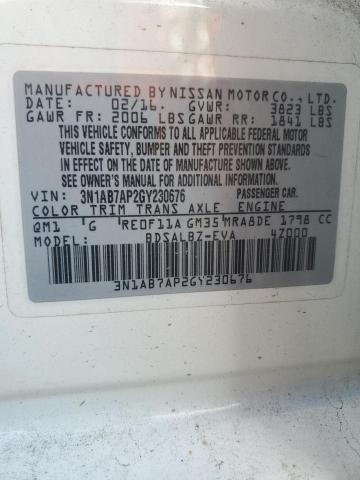 MANUFACTURED BY NISSAN MOTOR CO., LTD.
DATE: 02/16. GVWR: 3823 LBS
GAWR FR: 2006 LBS GAWR RR: 1841 LBS
THIS VEHICLE CONFORMS TO ALL APPLICABLE FEDERAL MOTOR
VEHICLE SAFETY, BUMPER AND THEFT PREVENTION STANDARDS
IN EFFECT ON THE DATE OF MANUFACTURE SHOWN ABOVE.
SEE OWNER'S MANUAL FOR ADDITIONAL INFORMATION.
VIN: 3N1AB7AP2GY230676 PASSENGER CAR.
COLOR TRIM TRANS AXLE ENGINE
QM1 G RE0F11A GM35 MRA8DE 1798 CC
MODEL: BDSALBZ-EVA 4Z000
3N1AB7AP2GY230676